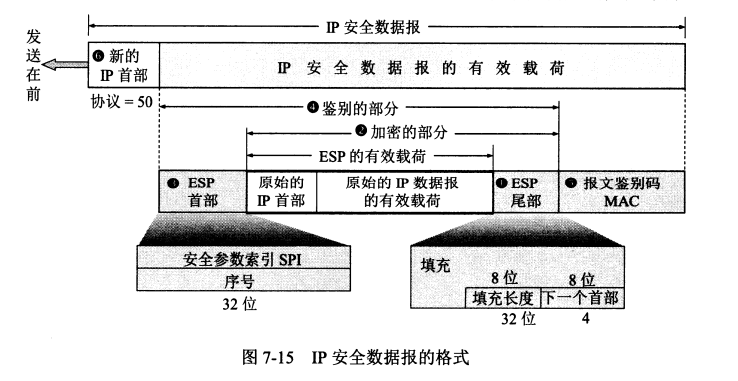 IP 安全数据报
发送在前
❻ 新的
IP 首部
IP 安全数据报的有效载荷
协议 = 50
❹ 鉴别的部分
❷ 加密的部分
ESP 的有效载荷
❸ ESP
首部
原始的
IP 首部
原始的 IP 数据报
的有效载荷
❶ ESP
尾部
❺ 报文鉴别码
MAC
安全参数索引 SPI
序号
32 位
填充
8 位
8 位
填充长度
下一个首部
32 位
4
图 7-15 IP 安全数据报的格式